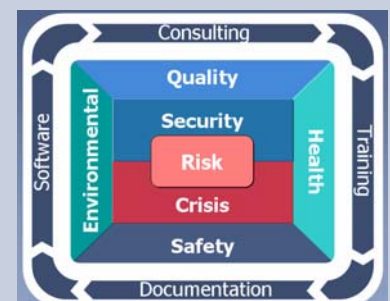 Consulting
Quality
Security
Risk
Crisis
Safety
Documentation
Software
Environmental
Health
Training